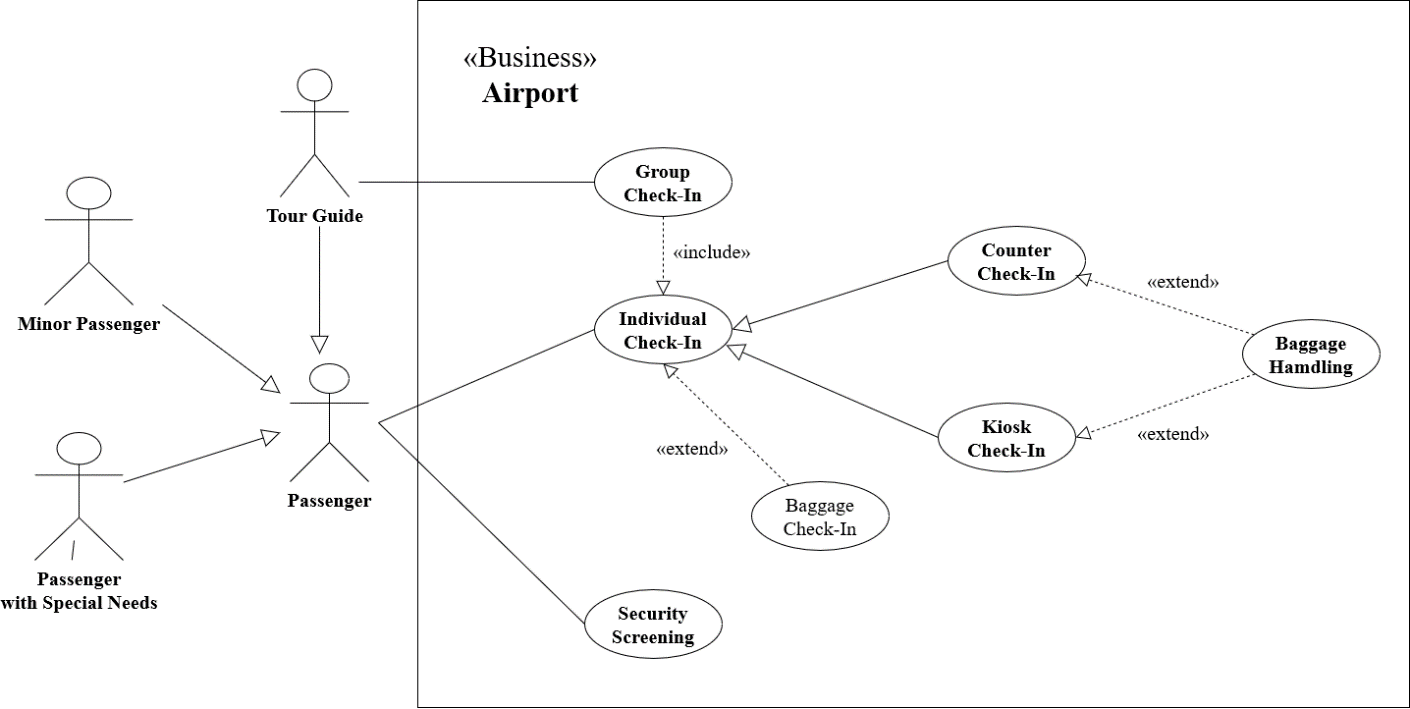 «Business»
Airport
Tour Guide
Minor Passenger
Passenger
Passenger
with Special Needs
Group
Check-In
«include»
Individual
Check-In
Counter
Check-In
«extend»
Baggage
Hamdling
Kiosk
Check-In
«extend»
«extend»
Baggage
Check-In
Security
Screening